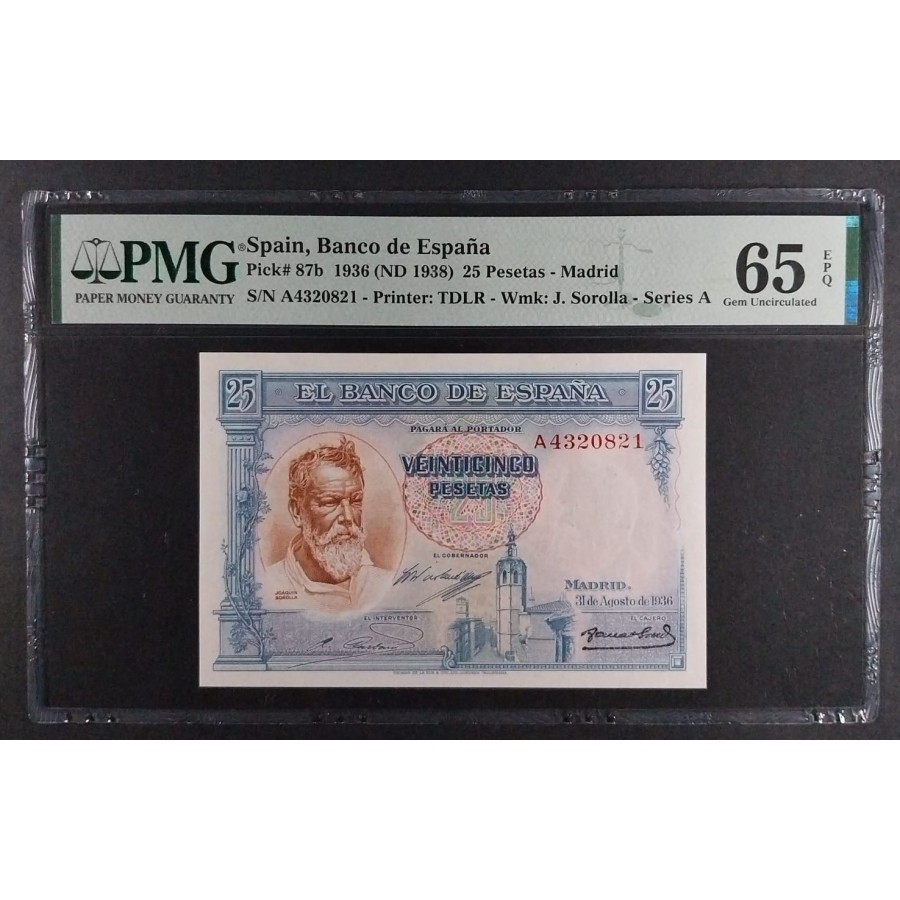 PMG®
PAPER MONEY GUARANTY
Spain, Banco de España
Pick# 87b 1936 (ND 1938) 25 Pesetas - Madrid
S/N A4320821 - Printer: TDLR - Wmk: J. Sorolla - Series A
65
EPQ
Gem Uncirculated
25
EL BANCO DE ESPAÑA
25
PAGARÁ AL PORTADOR
A4320821
VEINTICINCO
PESETAS
25
EL GOBERNADOR
JOAQUÍN
SOROLLA
MADRID.
31 de Agosto de 1936
EL INTERVENTOR
EL CAJERO